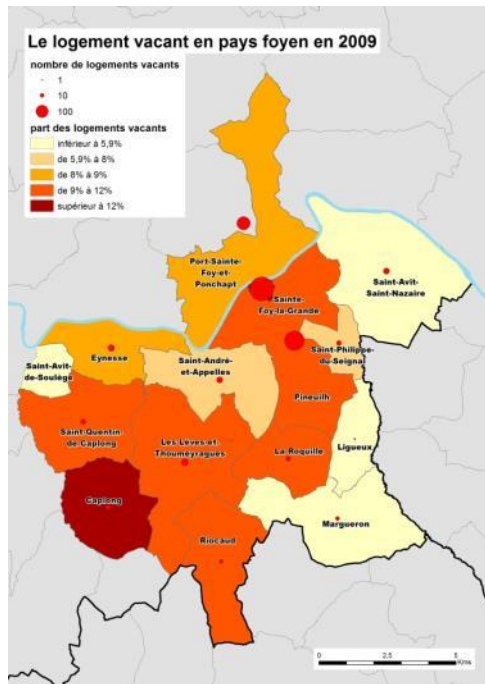 Le logement vacant en pays foyen en 2009
nombre de logements vacants
1
10
100
part des logements vacants
inférieur à 5,9%
de 5,9% à 8%
de 8% à 9%
de 9% à 12%
supérieur à 12%
Port-Sainte-
Foy-et-
Ponchapt
Saint-Avit-
Saint-Nazaire
Sainte-
Foy-la-Grande
Saint-Philippe-
du-Seignal
Eynesse
Saint-André-
et-Appelles
Saint-Avit-
de-Soulège
Pineuilh
Saint-Quentin-
de-Caplong
Les Lèves-et-
Thoumeyragues
La Roquille
Ligueux
Caplong
Margueron
Riocaud
0
2.5
5
Kms